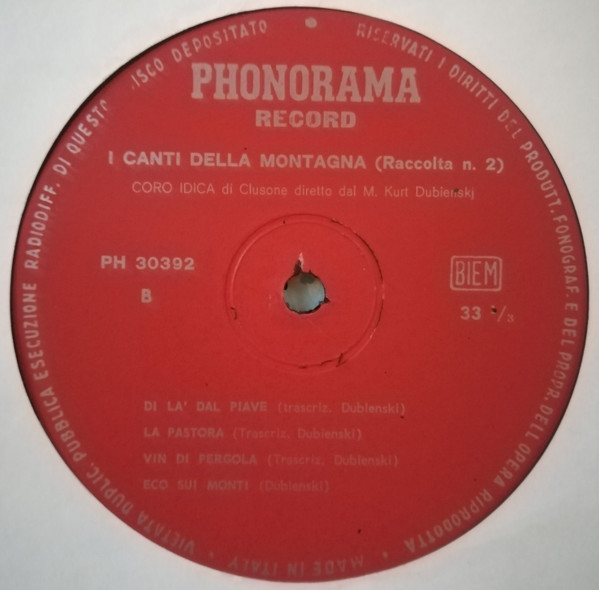 RISERVATI I DIRITTI DEL PRODUTT. FONOGRAF. E DEL PROPR. DELL'OPERA RIPRODOTTA • MADE IN ITALY • VIETATA DUPLIC. PUBBLICA ESECUZIONE RADIODIFF. DI QUESTO DISCO DEPOSITATO •
PHONORAMA
RECORD
I CANTI DELLA MONTAGNA (Raccolta n. 2)
CORO IDICA di Clusone diretto dal M. Kurt Dubienskj
PH 30392
B
BIEM
33 ⅓
DI LA' DAL PIAVE (trascriz. Dubienski)
LA PASTORA (Trascriz. Dubienski)
VIN DI PERGOLA (Trascriz. Dubienski)
ECO SUI MONTI (Dubienski)